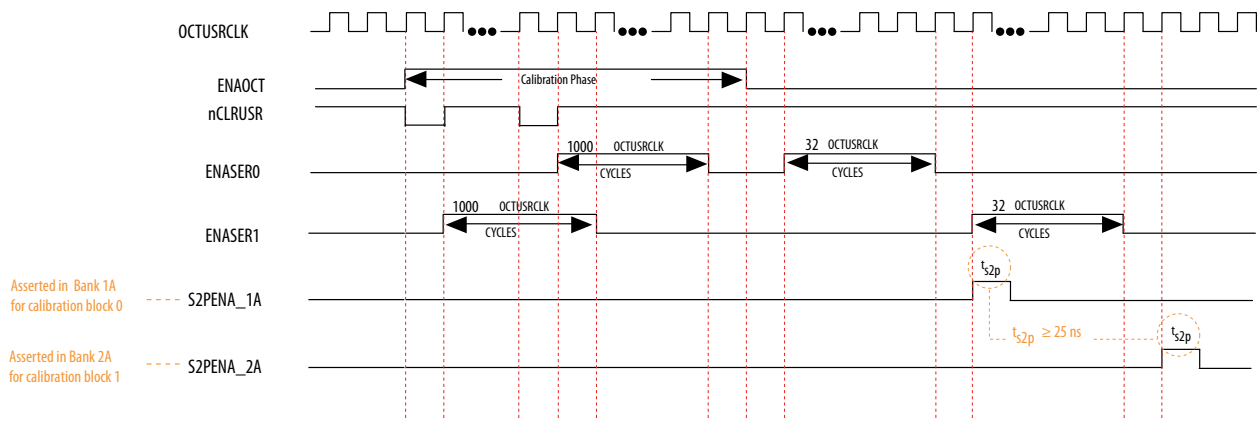 OCTUSRCLK
ENAOCT
Calibration Phase
nCLRUSR
ENASER0
1000 OCTUSRCLK
CYCLES
32 OCTUSRCLK
CYCLES
ENASER1
1000 OCTUSRCLK
CYCLES
32 OCTUSRCLK
CYCLES
Asserted in Bank 1A
for calibration block 0
S2PENA_1A
ts2p
ts2p ≥ 25 ns
Asserted in Bank 2A
for calibration block 1
S2PENA_2A
ts2p